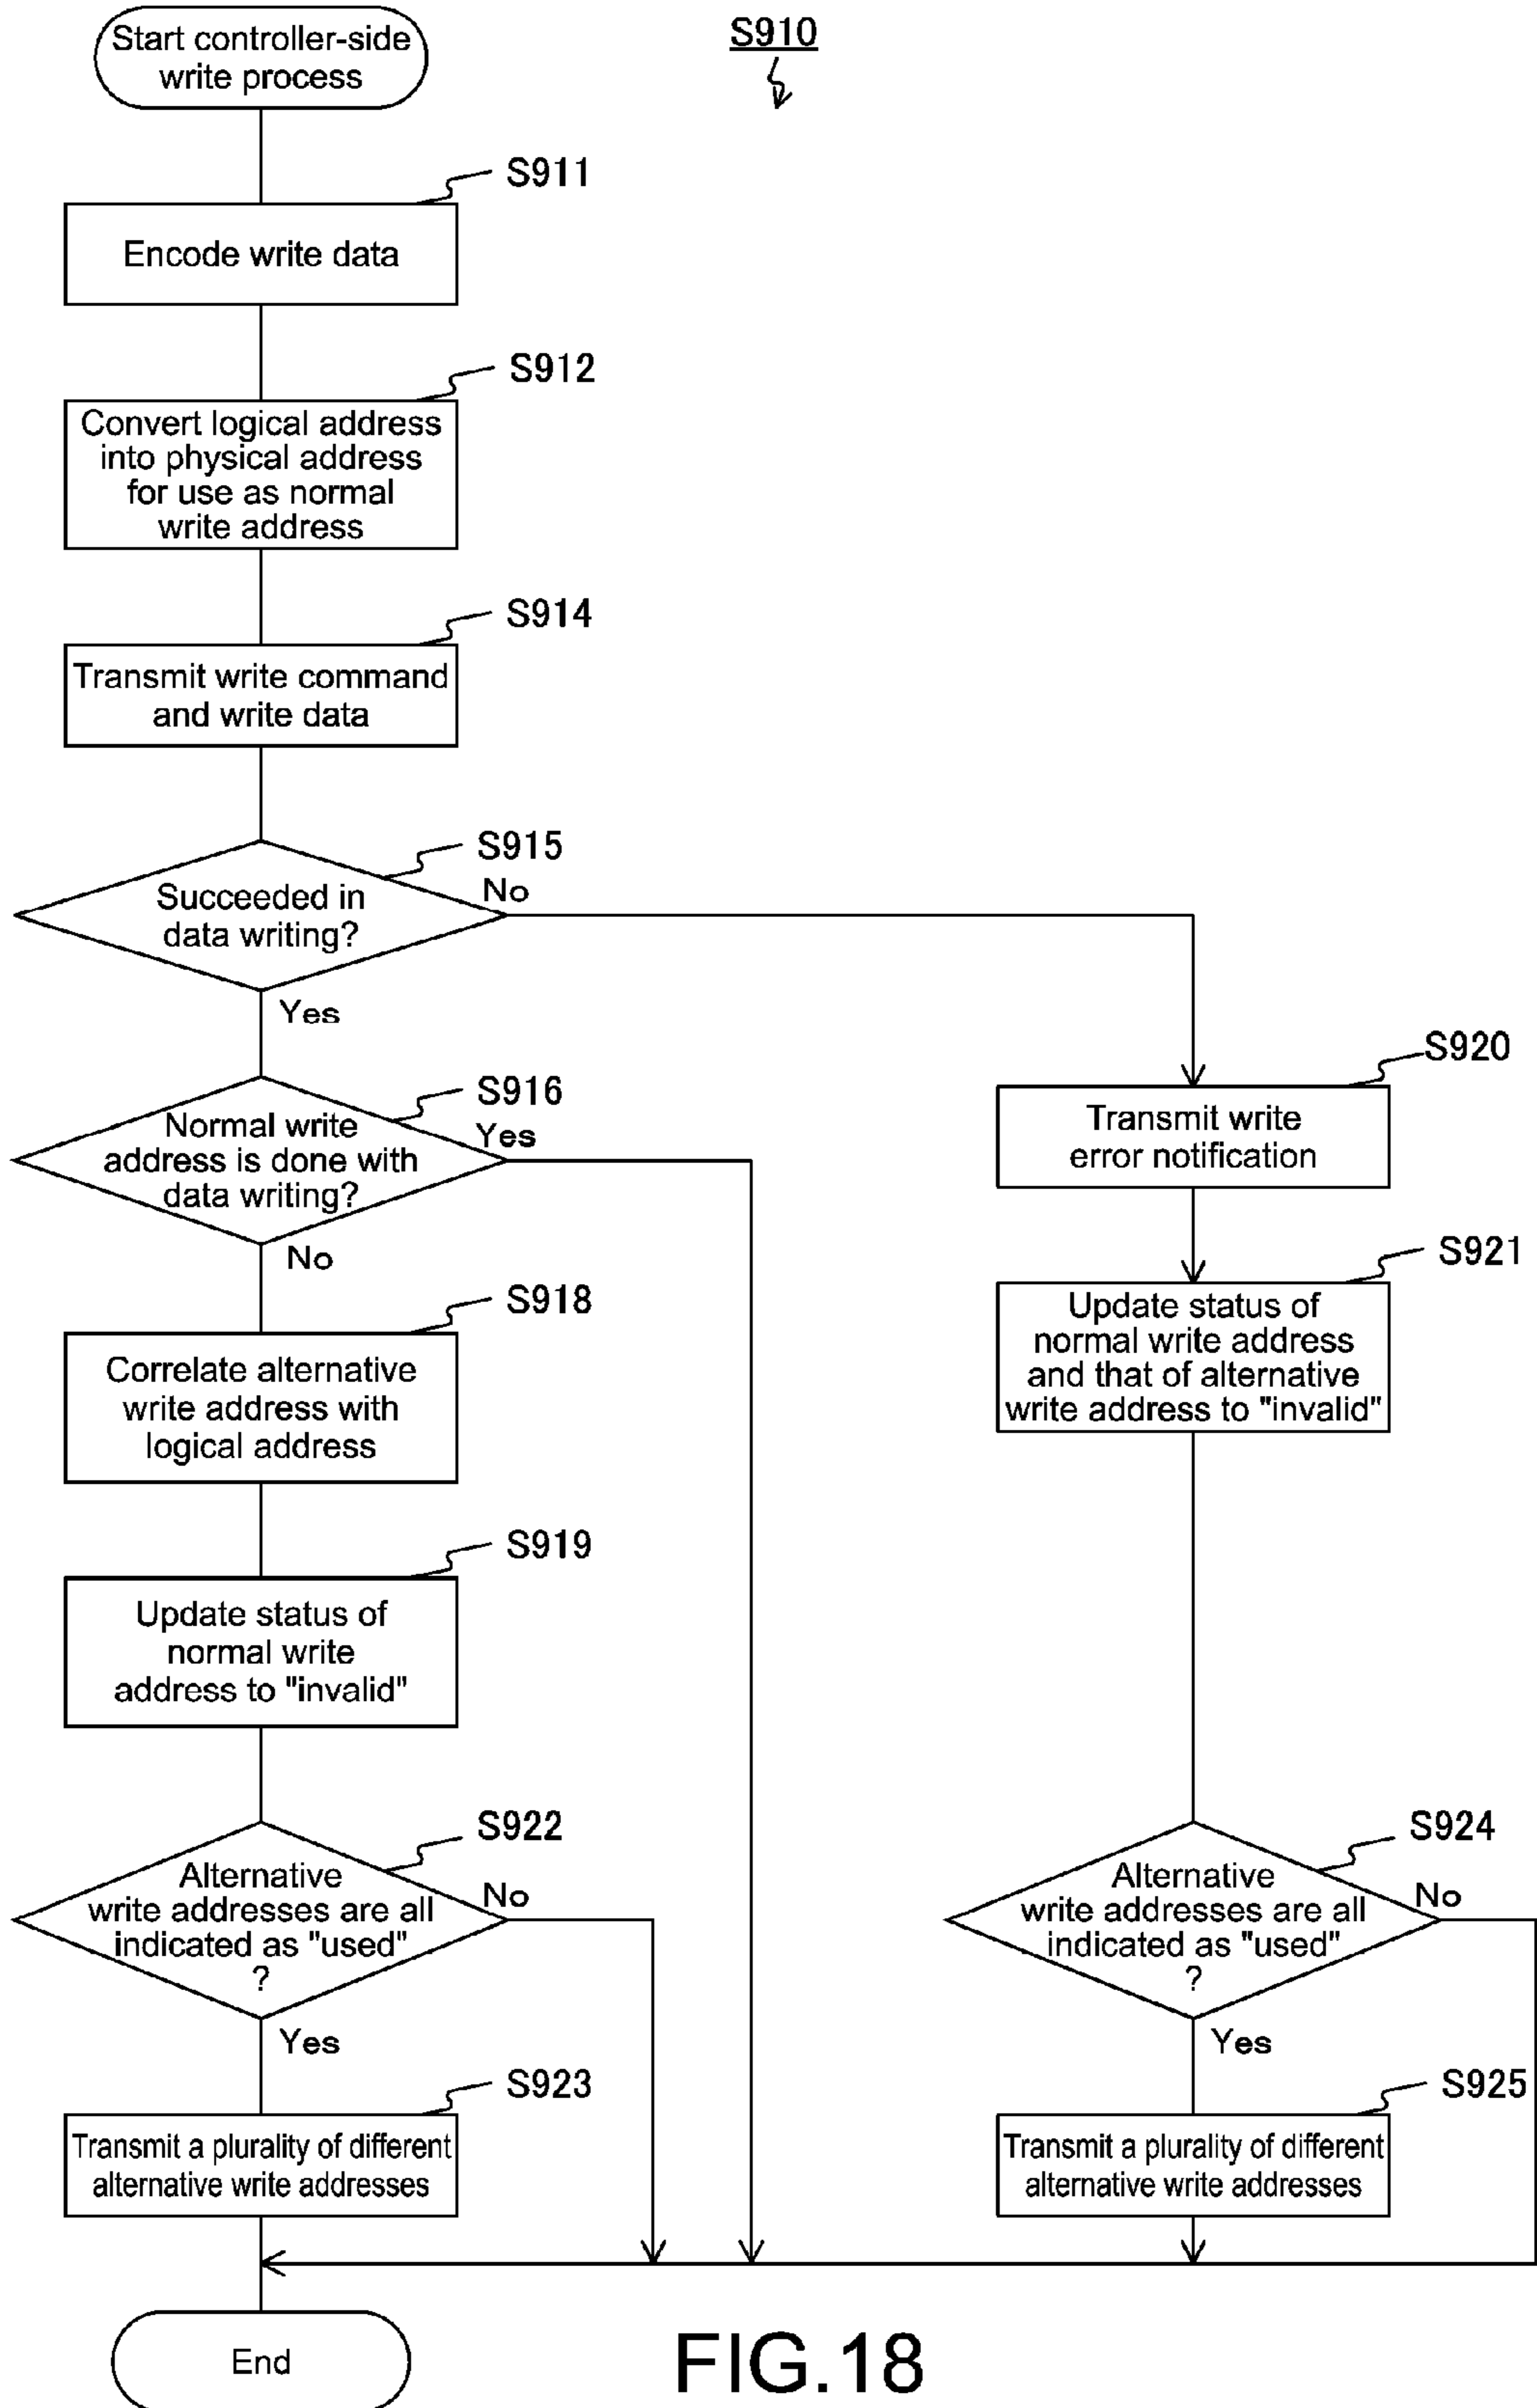 Start controller-side
write process
S910
S911
Encode write data
S912
Convert logical address
into physical address
for use as normal
write address
S914
Transmit write command
and write data
S915
Succeeded in
data writing?
No
Yes
S916
Normal write
address is done with
data writing?
Yes
No
S918
Correlate alternative
write address with
logical address
S919
Update status of
normal write
address to "invalid"
S922
Alternative
write addresses are all
indicated as "used"
?
No
Yes
S923
Transmit a plurality of different
alternative write addresses
S920
Transmit write
error notification
S921
Update status of
normal write address
and that of alternative
write address to "invalid"
S924
Alternative
write addresses are all
indicated as "used"
?
No
Yes
S925
Transmit a plurality of different
alternative write addresses
End
FIG.18